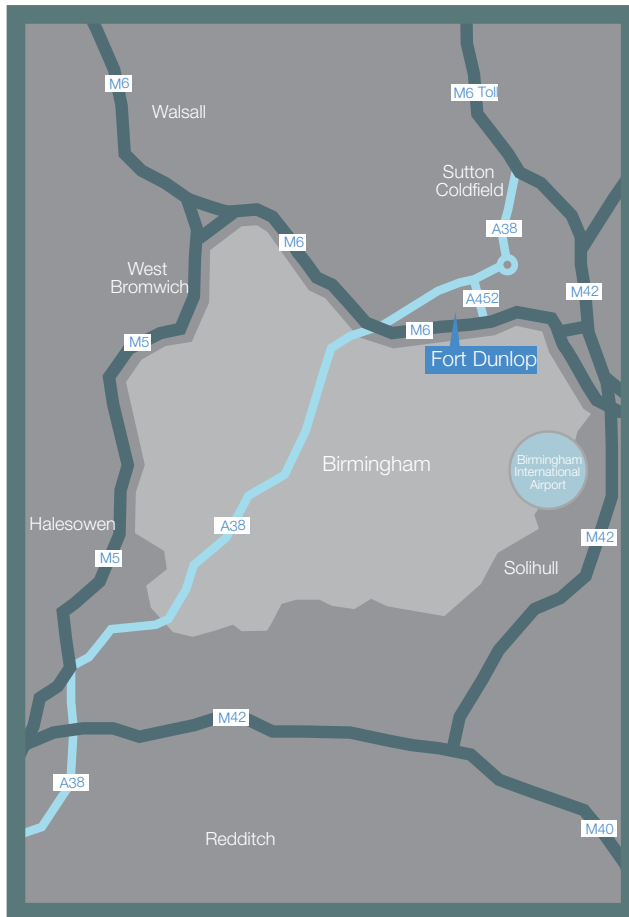 M6
M6 Toll
Walsall
Sutton
Coldfield
A38
M6
West
Bromwich
M42
A452
M6
M5
Fort Dunlop
Birmingham
Birmingham
International
Airport
Halesowen
A38
M42
M5
Solihull
M42
A38
M40
Redditch